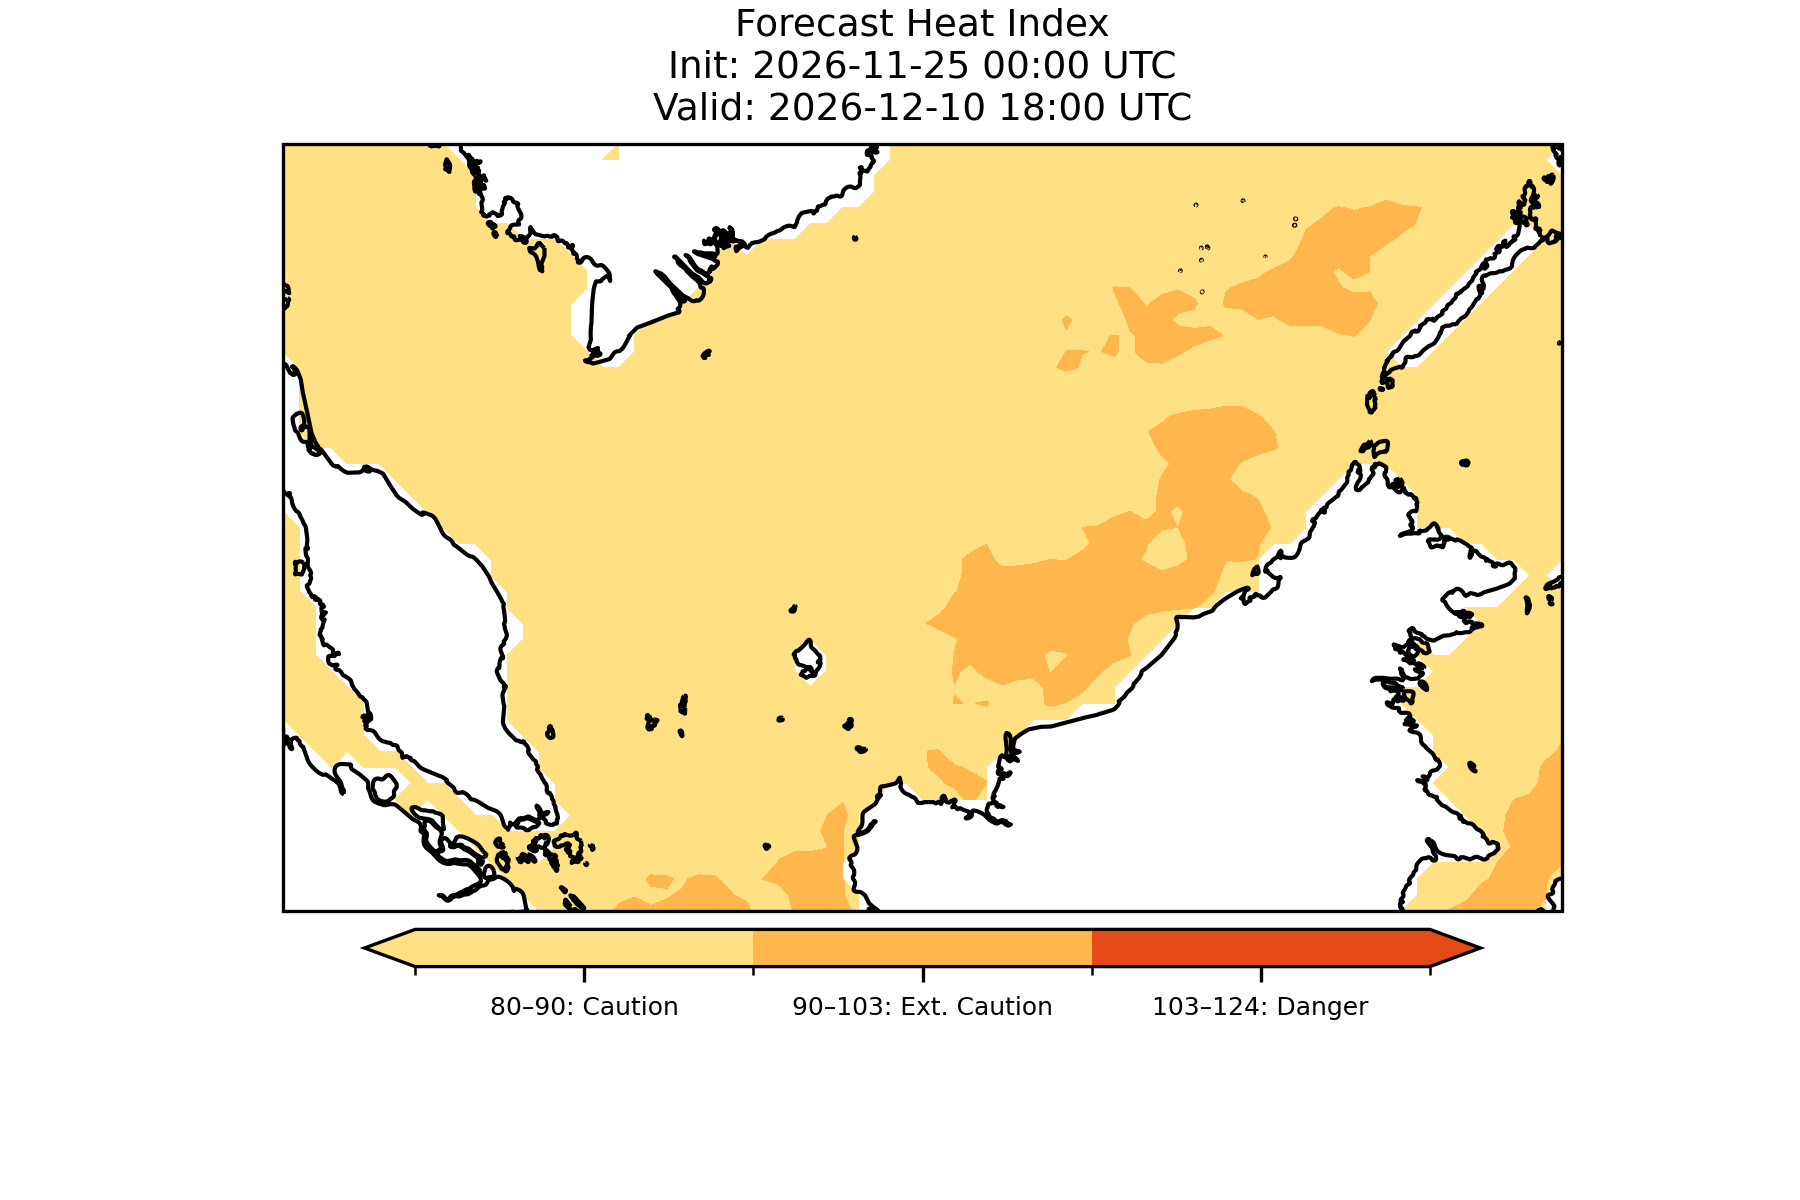 Forecast Heat Index
Init: 2026-11-25 00:00 UTC
Valid: 2026-12-10 18:00 UTC
80–90: Caution
90–103: Ext. Caution
103–124: Danger